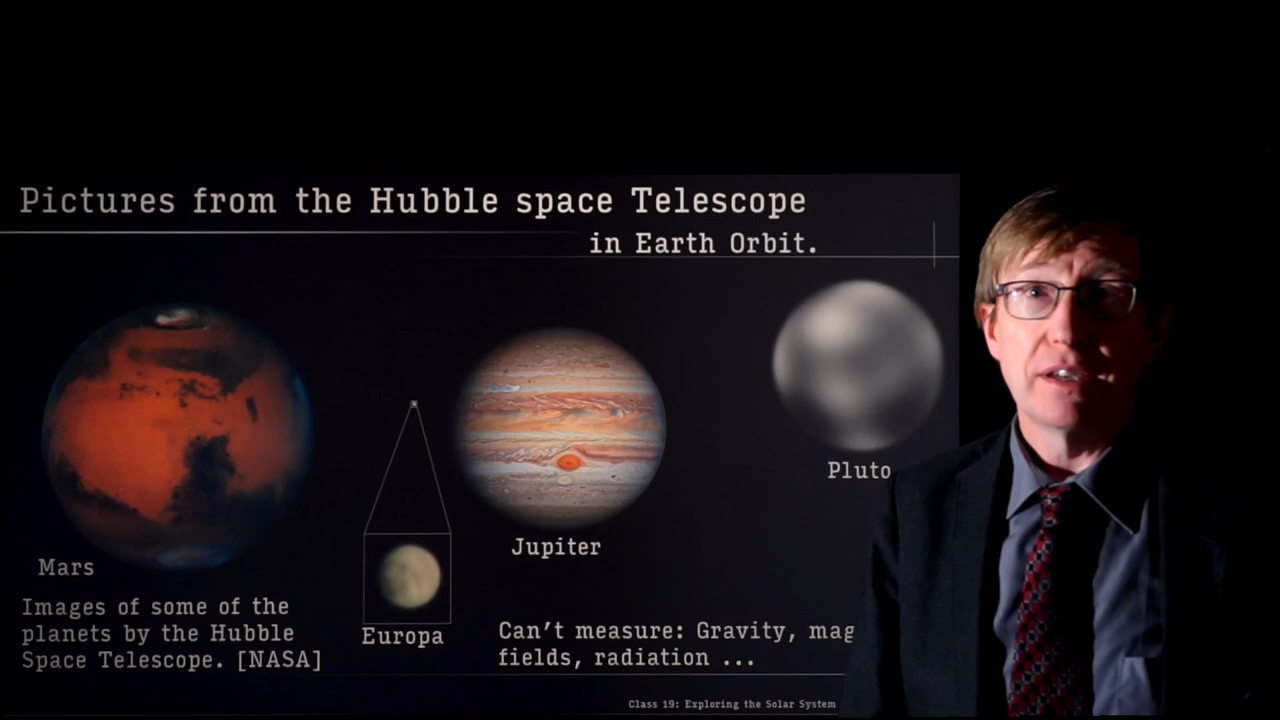 Pictures from the Hubble space Telescope
in Earth Orbit.
Pluto
Jupiter
Mars
Images of some of the
planets by the Hubble
Space Telescope. [NASA]
Europa
Can't measure: Gravity, mag
fields, radiation ...
Class 19: Exploring the Solar System